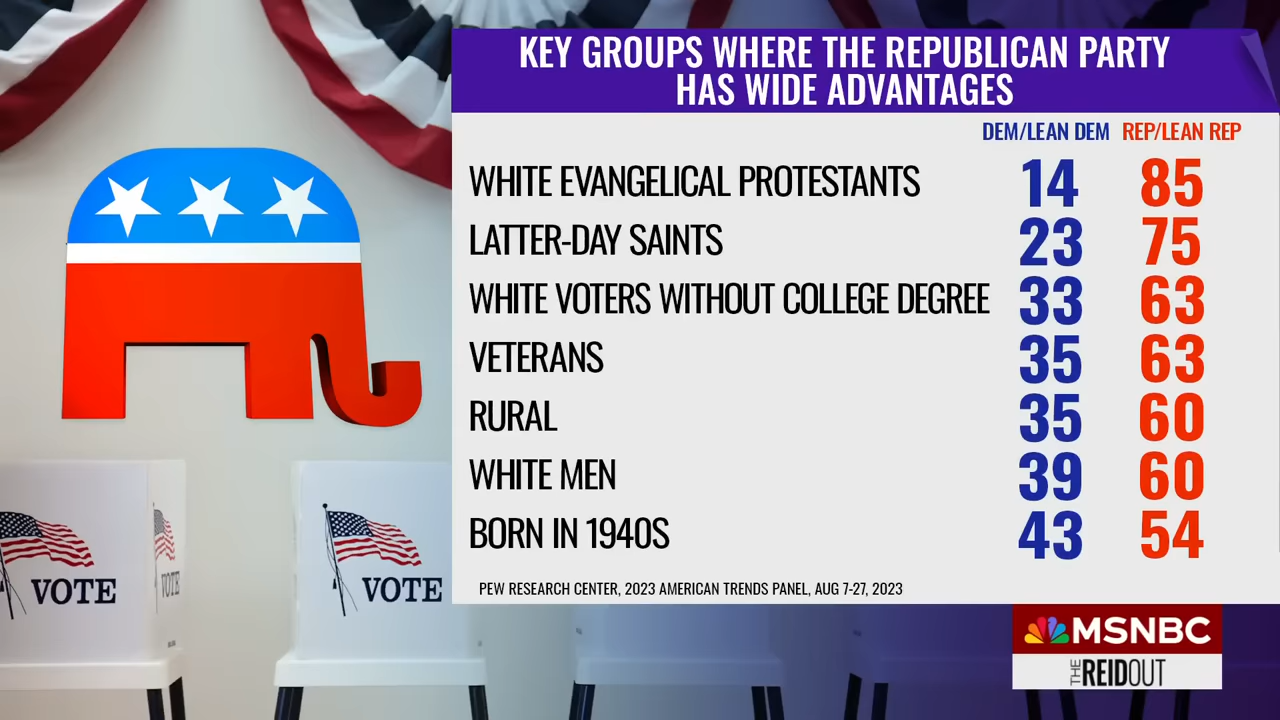 KEY GROUPS WHERE THE REPUBLICAN PARTY
HAS WIDE ADVANTAGES
DEM/LEAN DEM REP/LEAN REP
WHITE EVANGELICAL PROTESTANTS 14 85
LATTER-DAY SAINTS 23 75
WHITE VOTERS WITHOUT COLLEGE DEGREE 33 63
VETERANS 35 63
RURAL 35 60
WHITE MEN 39 60
BORN IN 1940S 43 54
PEW RESEARCH CENTER, 2023 AMERICAN TRENDS PANEL, AUG 7-27, 2023
VOTE
VOTE
VOTE
MSNBC
THE REIDOUT